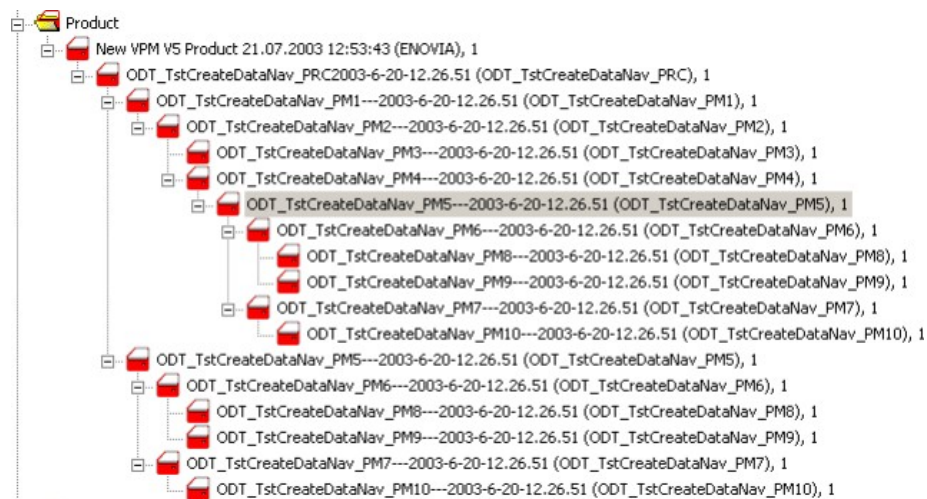 Product
New VPM V5 Product 21.07.2003 12:53:43 (ENOVIA), 1
ODT_TstCreateDataNav_PRC2003-6-20-12.26.51 (ODT_TstCreateDataNav_PRC), 1
ODT_TstCreateDataNav_PM1---2003-6-20-12.26.51 (ODT_TstCreateDataNav_PM1), 1
ODT_TstCreateDataNav_PM2---2003-6-20-12.26.51 (ODT_TstCreateDataNav_PM2), 1
ODT_TstCreateDataNav_PM3---2003-6-20-12.26.51 (ODT_TstCreateDataNav_PM3), 1
ODT_TstCreateDataNav_PM4---2003-6-20-12.26.51 (ODT_TstCreateDataNav_PM4), 1
ODT_TstCreateDataNav_PM5---2003-6-20-12.26.51 (ODT_TstCreateDataNav_PM5), 1
ODT_TstCreateDataNav_PM6---2003-6-20-12.26.51 (ODT_TstCreateDataNav_PM6), 1
ODT_TstCreateDataNav_PM8---2003-6-20-12.26.51 (ODT_TstCreateDataNav_PM8), 1
ODT_TstCreateDataNav_PM9---2003-6-20-12.26.51 (ODT_TstCreateDataNav_PM9), 1
ODT_TstCreateDataNav_PM7---2003-6-20-12.26.51 (ODT_TstCreateDataNav_PM7), 1
ODT_TstCreateDataNav_PM10---2003-6-20-12.26.51 (ODT_TstCreateDataNav_PM10), 1
ODT_TstCreateDataNav_PM5---2003-6-20-12.26.51 (ODT_TstCreateDataNav_PM5), 1
ODT_TstCreateDataNav_PM6---2003-6-20-12.26.51 (ODT_TstCreateDataNav_PM6), 1
ODT_TstCreateDataNav_PM8---2003-6-20-12.26.51 (ODT_TstCreateDataNav_PM8), 1
ODT_TstCreateDataNav_PM9---2003-6-20-12.26.51 (ODT_TstCreateDataNav_PM9), 1
ODT_TstCreateDataNav_PM7---2003-6-20-12.26.51 (ODT_TstCreateDataNav_PM7), 1
ODT_TstCreateDataNav_PM10---2003-6-20-12.26.51 (ODT_TstCreateDataNav_PM10), 1